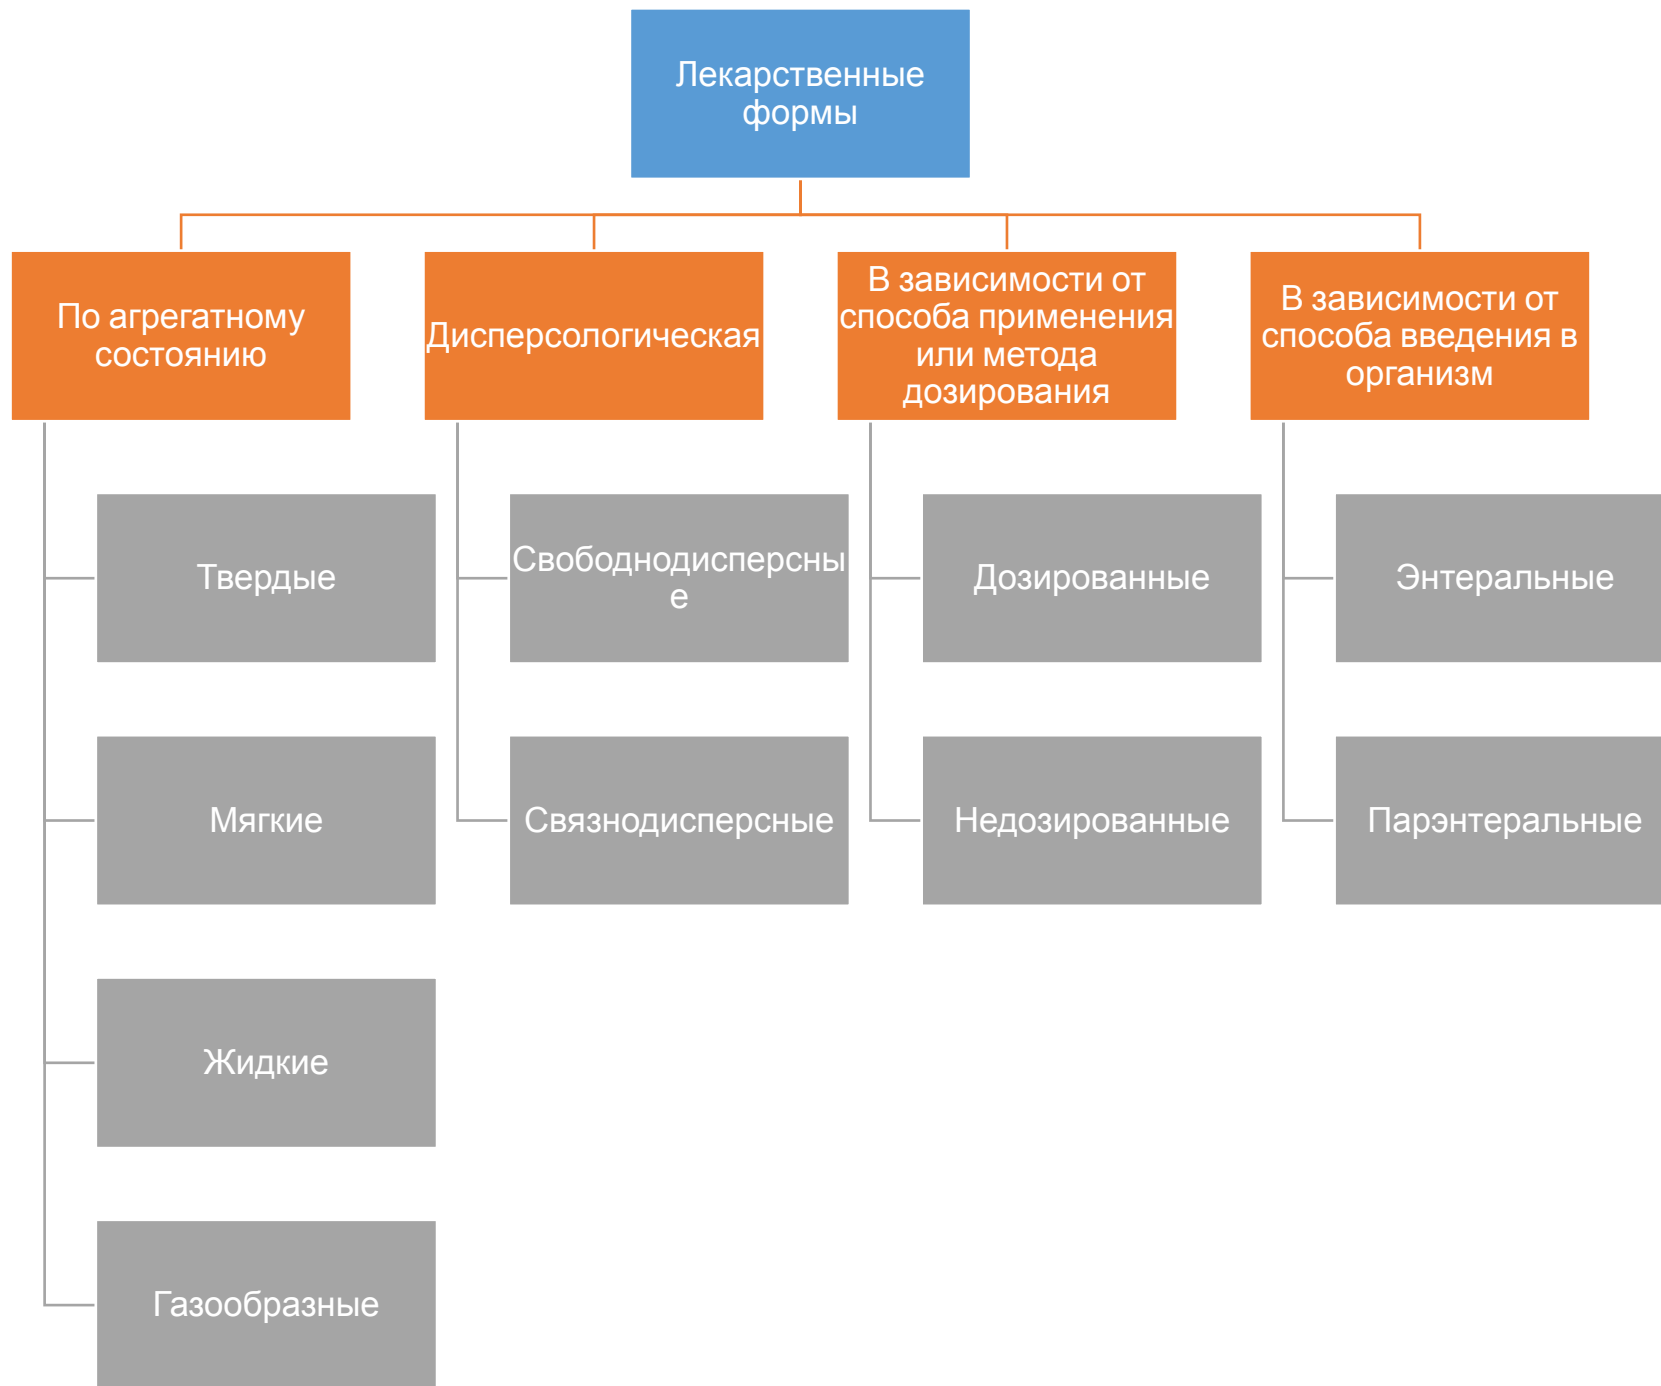 Лекарственные
формы
По агрегатному
состоянию
Дисперсологическая
В зависимости от
способа применения
или метода
дозирования
В зависимости от
способа введения в
организм
Твердые
Свободнодисперсны
е
Дозированные
Энтеральные
Мягкие
Связнодисперсные
Недозированные
Парэнтеральные
Жидкие
Газообразные